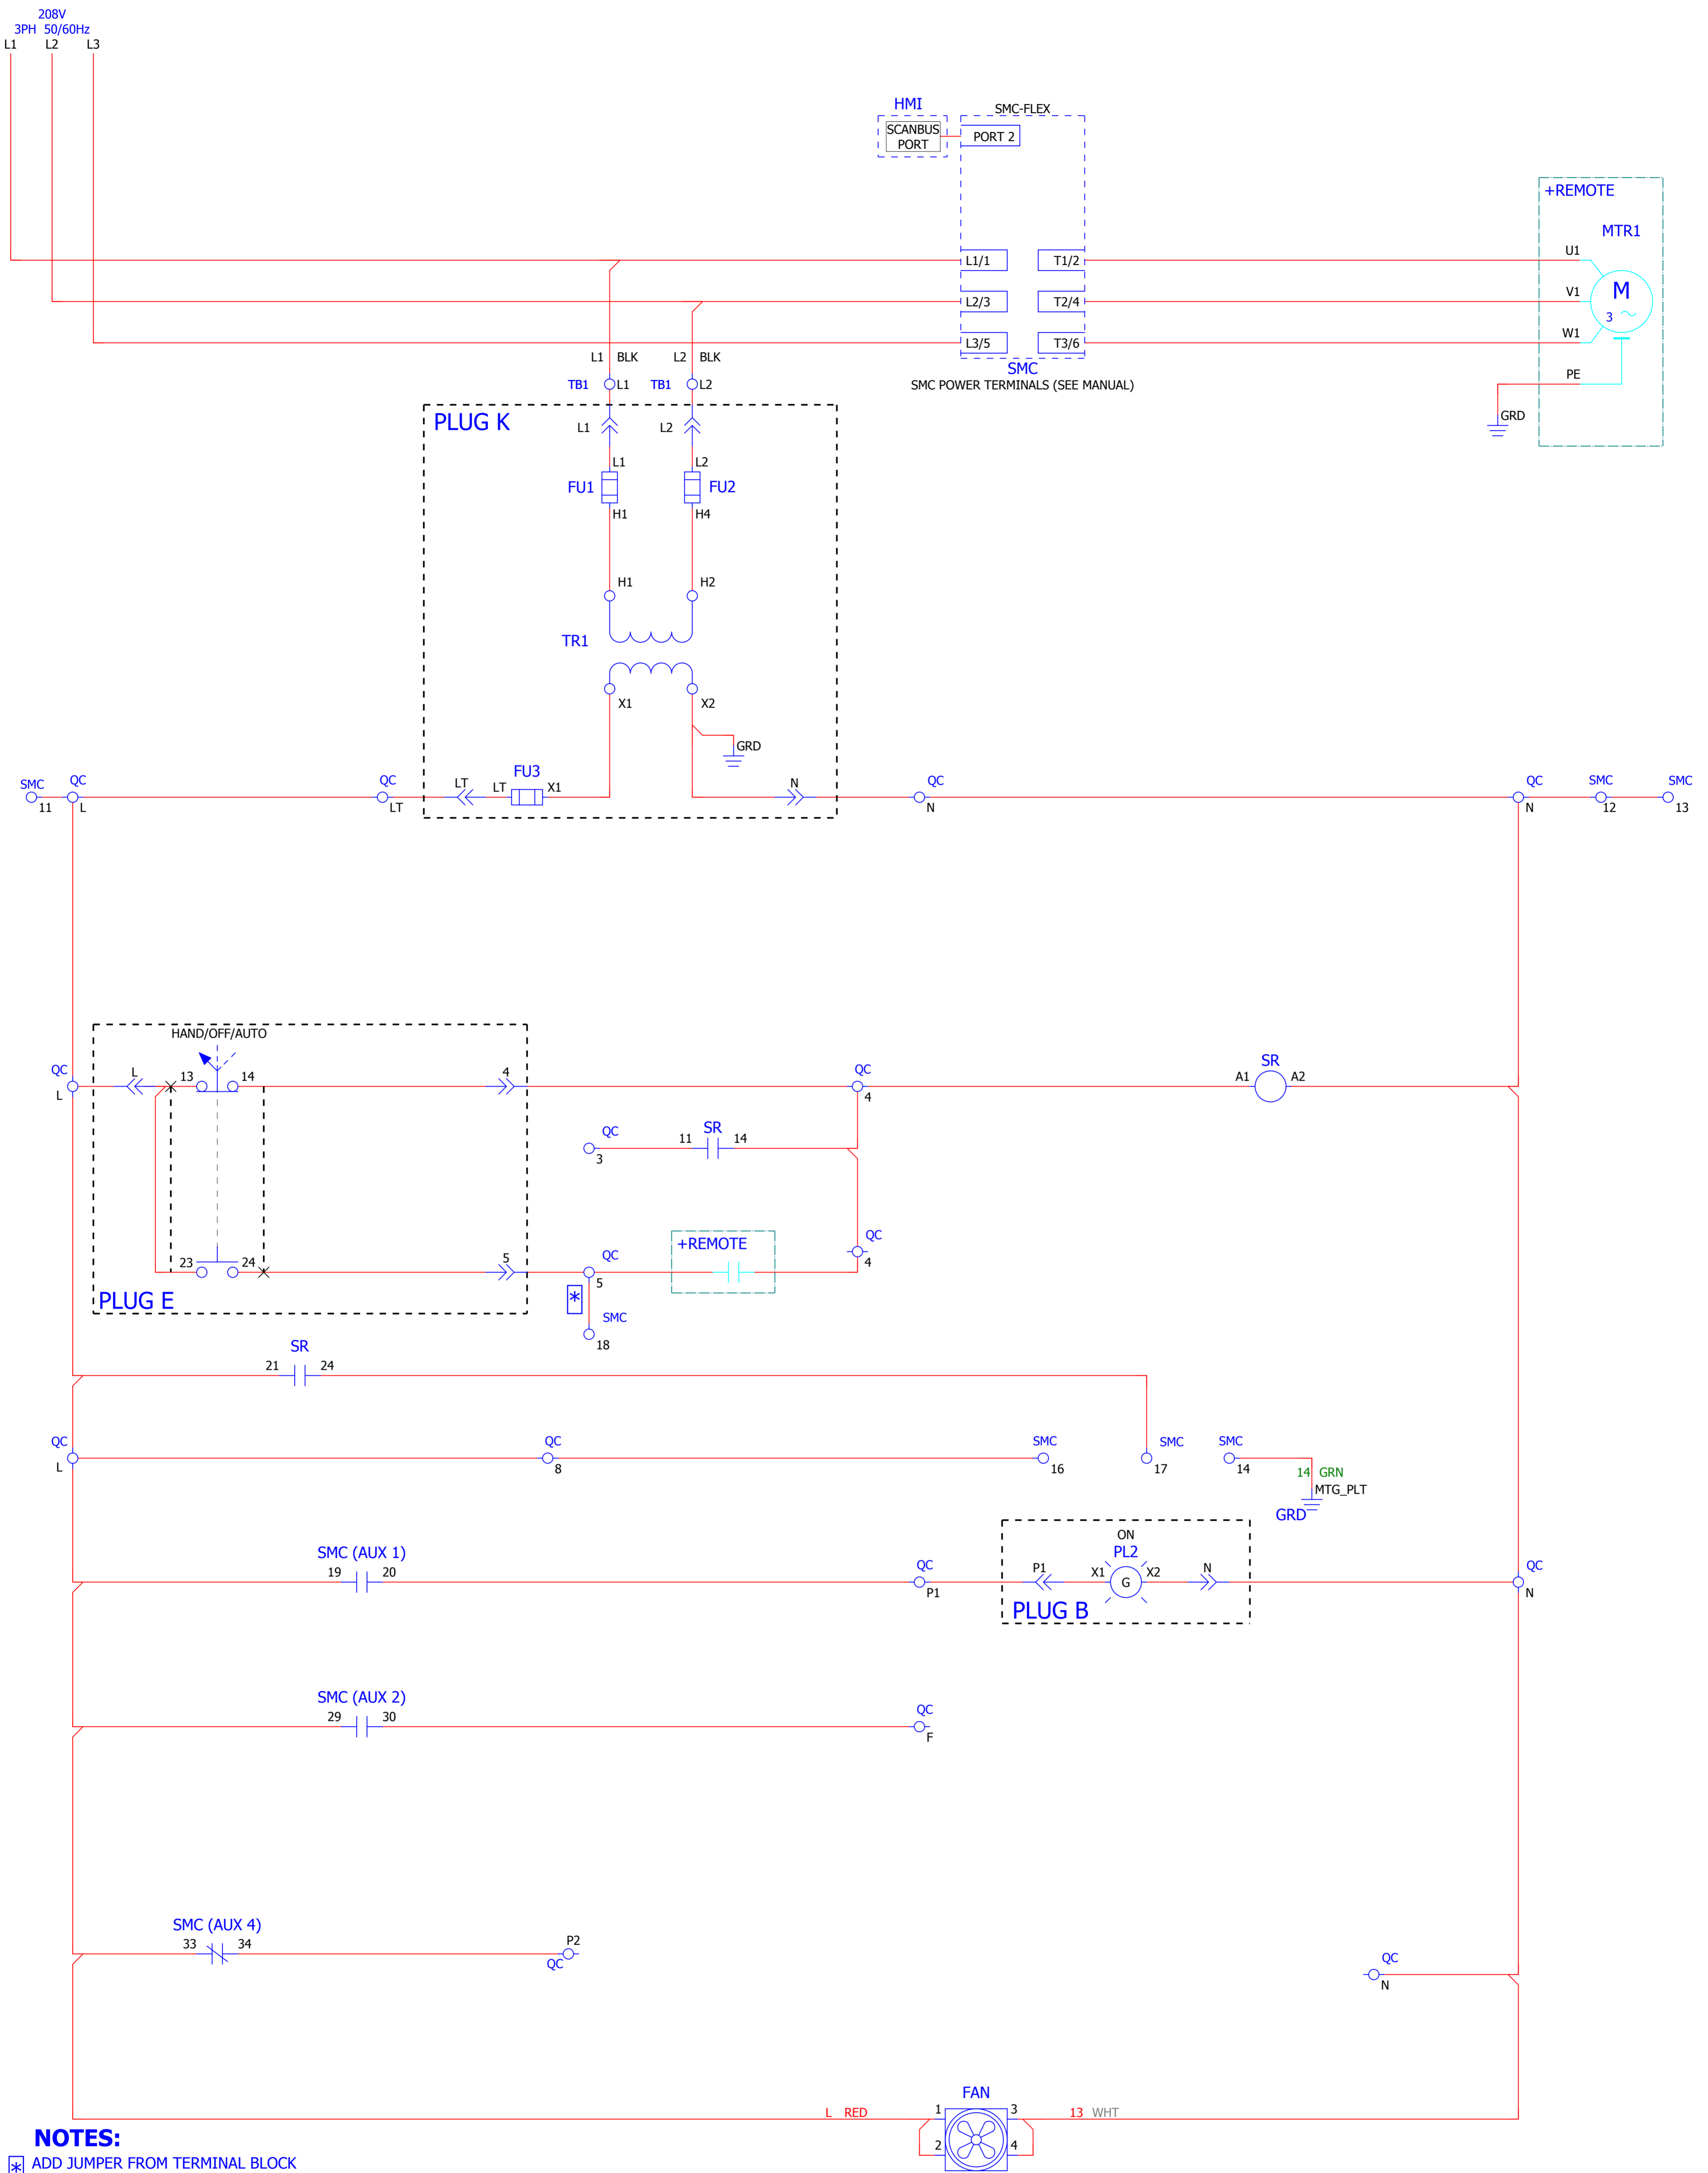 208V
3PH 50/60Hz
L1 L2 L3
HMI
SMC-FLEX
SCANBUS
PORT
PORT 2
+REMOTE
MTR1
L1/1 T1/2 U1
L2/3 T2/4 V1
M
3
L3/5 T3/6 W1
L1 BLK L2 BLK
SMC
PE
TB1 L1 TB1 L2
SMC POWER TERMINALS (SEE MANUAL)
GRD
PLUG K
L1 L2
L1 L2
FU1 FU2
H1 H4
H1 H2
TR1
X1 X2
GRD
FU3
SMC QC QC LT LT X1 N QC QC SMC SMC
11 L LT N N 12 13
HAND/OFF/AUTO
QC L 13 14 4 QC SR
A1 A2
L 4
QC 11 SR 14
3
+REMOTE
QC
23 24 5 QC
4
5
PLUG E
*
SMC
18
SR
21 24
QC QC SMC SMC SMC
L 8 16 17 14
14 GRN
MTG_PLT
GRD
ON
SMC (AUX 1) PL2
19 20 QC P1 X1 G X2 N QC
P1 N
PLUG B
SMC (AUX 2)
29 30 QC
F
SMC (AUX 4)
33 34 P2
QC
QC
N
FAN
L RED 1 3 13 WHT
2 4
NOTES:
* ADD JUMPER FROM TERMINAL BLOCK